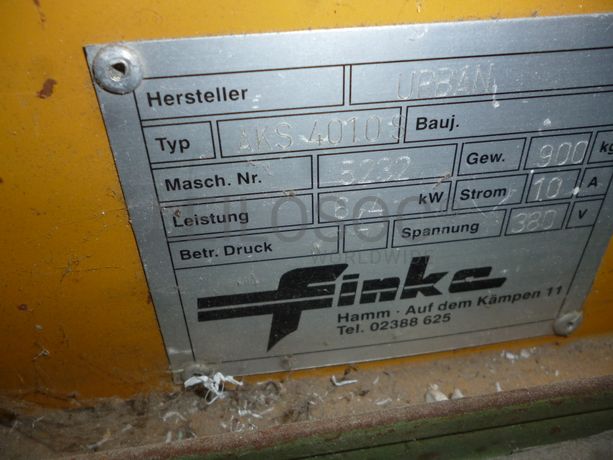 Hersteller URBAN
Typ AKS 4010 S Bauj.
Masch. Nr. 5232 Gew. 900 kg
Leistung kW Strom 10 A
Betr. Druck Spannung 380 V
Finke
Hamm · Auf dem Kämpen 11
Tel. 02388 625
WORLDWIDE